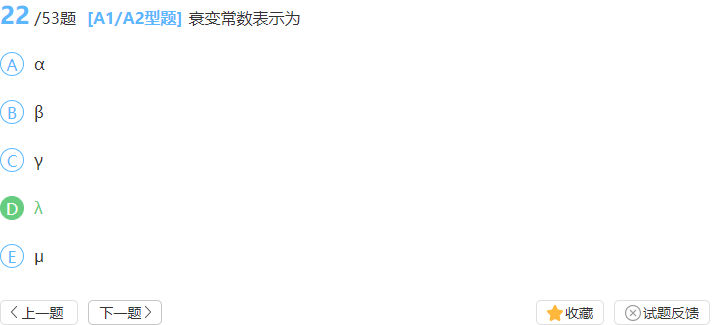 22 /53题 [A1/A2型题] 衰变常数表示为
A α
B β
C γ
D λ
E μ
上一题 下一题 收藏 试题反馈